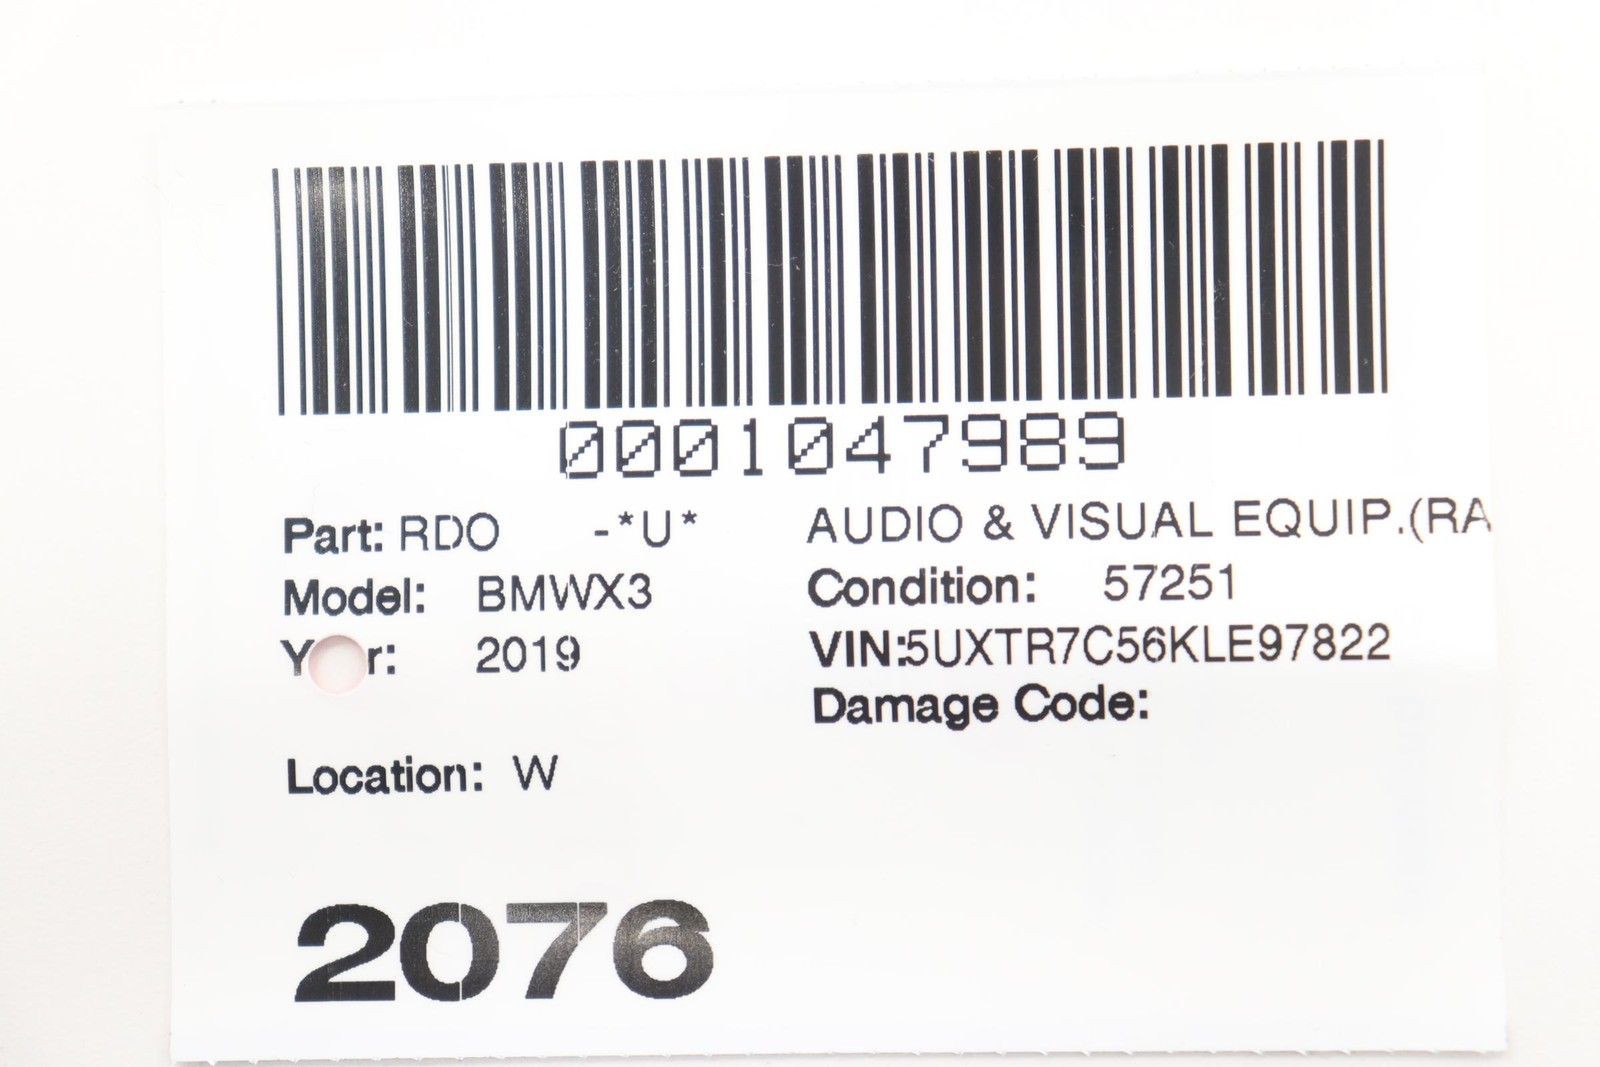 0001047989
Part: RDO -*U* AUDIO & VISUAL EQUIP.(RA
Model: BMWX3 Condition: 57251
Y r: 2019 VIN:5UXTR7C56KLE97822
Damage Code:
Location: W
2076